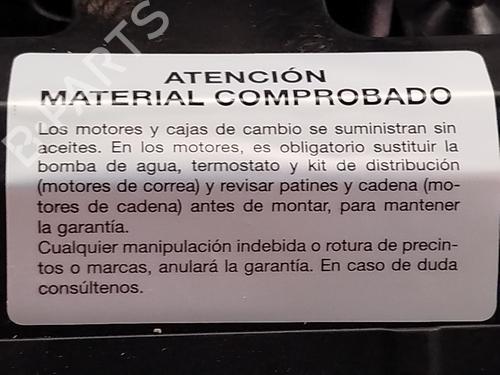 ATENCIÓN
MATERIAL COMPROBADO
Los motores y cajas de cambio se suministran sin
aceites. En los motores, es obligatorio sustituir la
bomba de agua, termostato y kit de distribución
(motores de correa) y revisar patines y cadena (mo-
tores de cadena) antes de montar, para mantener
la garantía.
Cualquier manipulación indebida o rotura de precin-
tos o marcas, anulará la garantía. En caso de duda
consúltenos.
B-PARTS